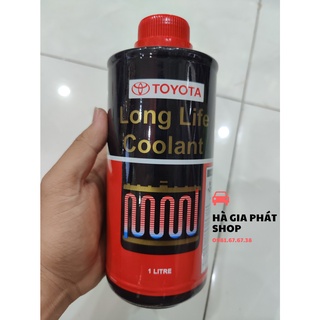 TOYOTA
Long Life
Coolant
1 LITRE
HÀ GIA PHÁT
SHOP